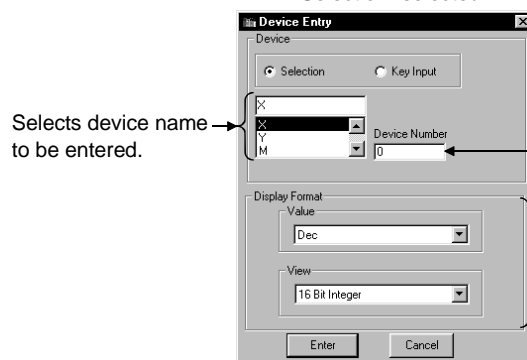 Device Entry
Device
Selection
Key Input
X
X
Y
M
Device Number
0
Selects device name
to be entered.
Display Format
Value
Dec
View
16 Bit Integer
Enter
Cancel